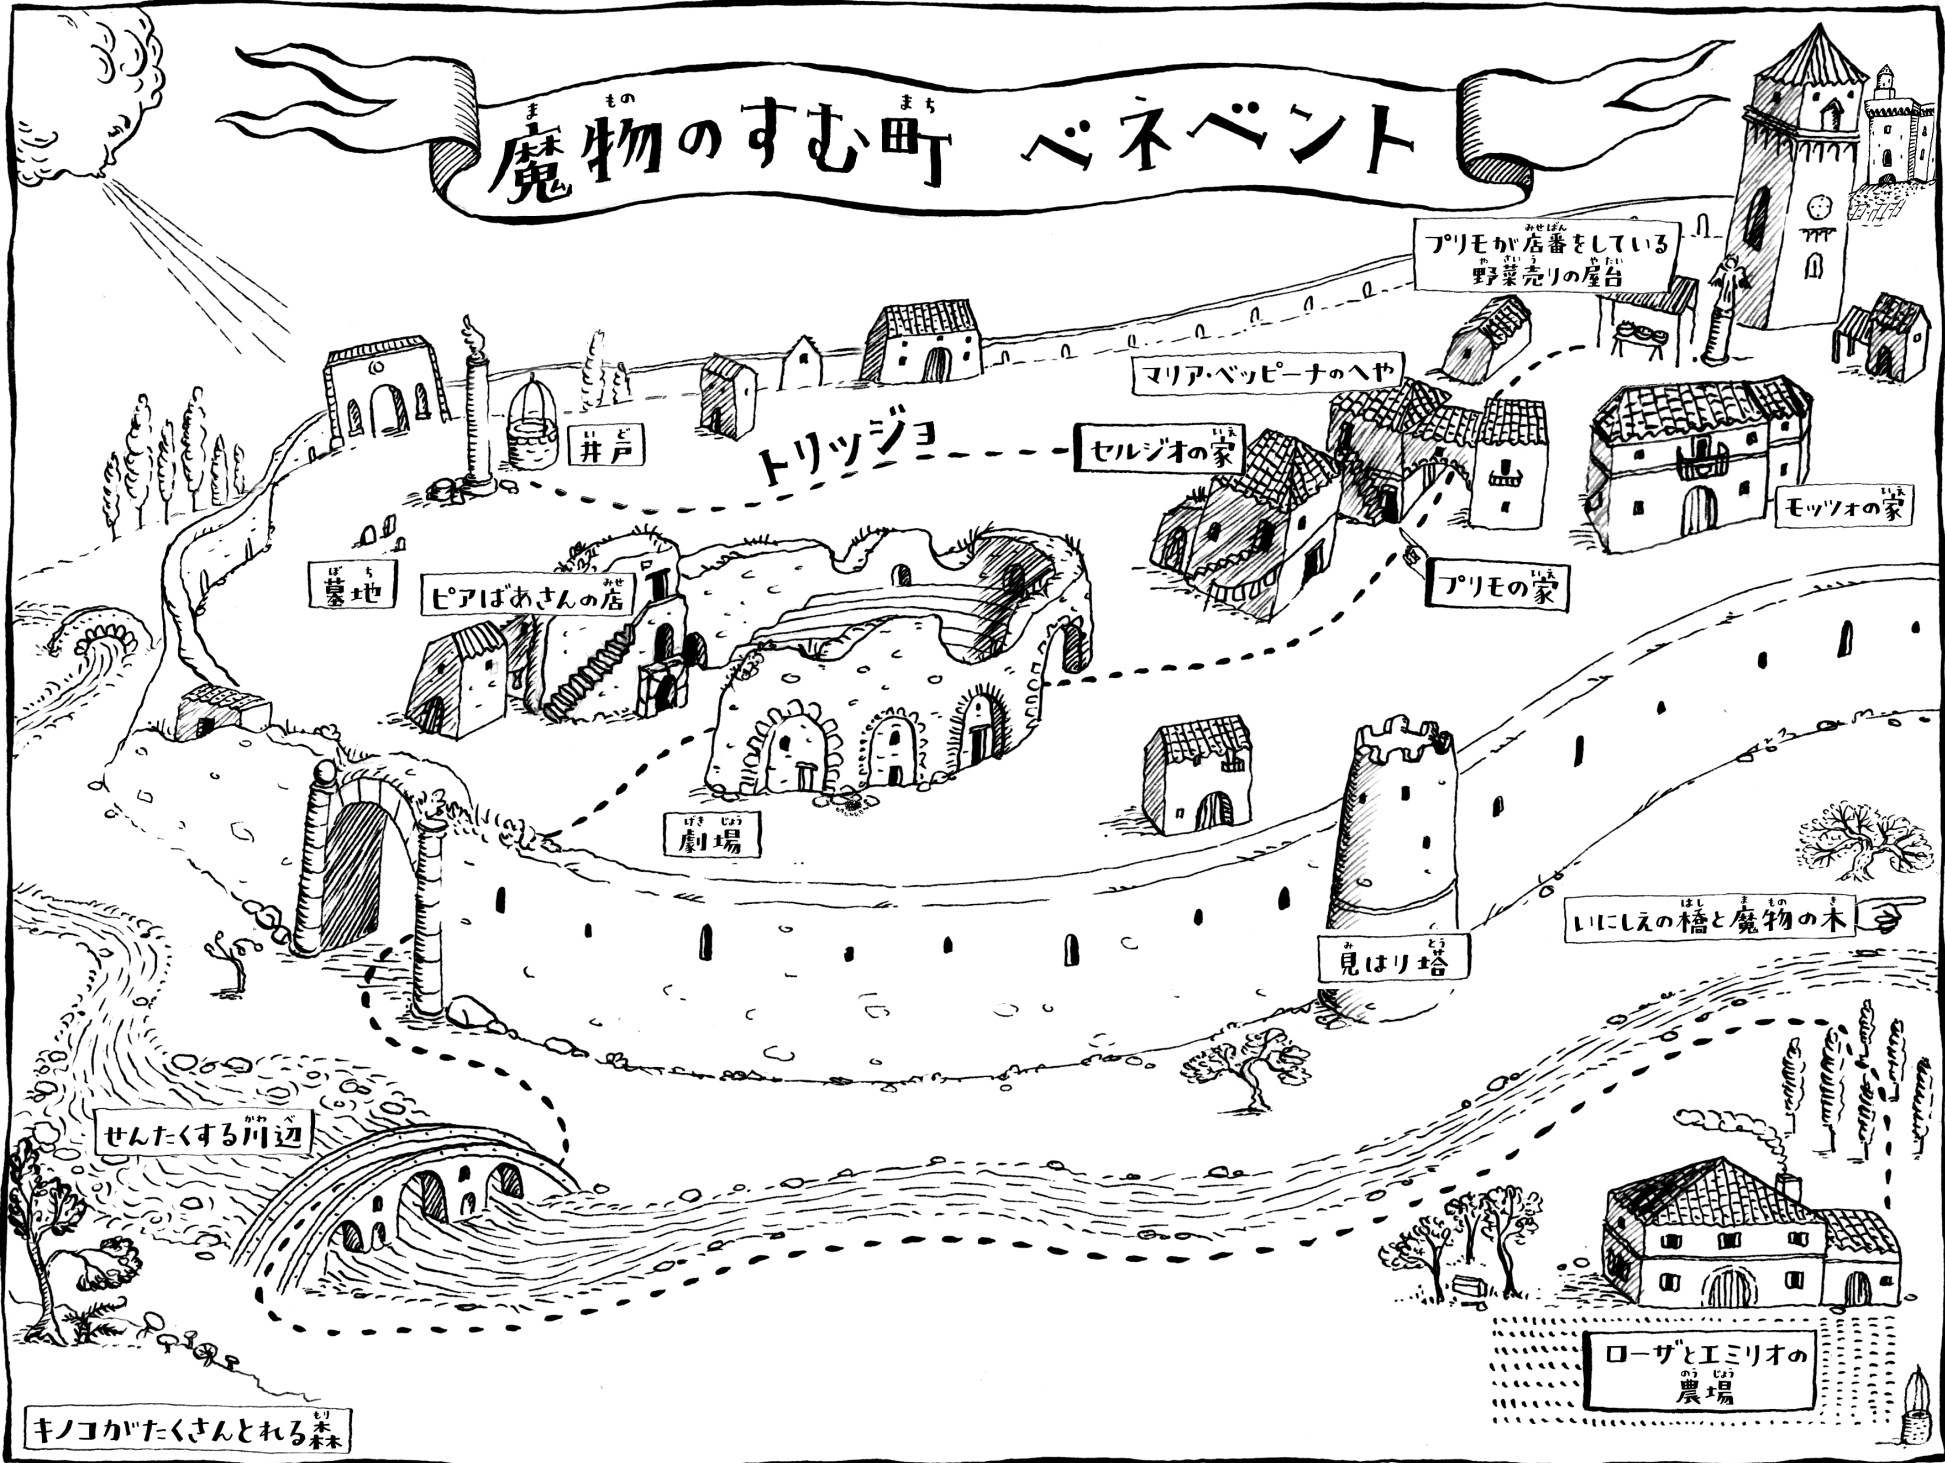 魔物のすむ町 ベネベント
プリモが店番をしている
野菜売りの屋台
マリア・ベッピーナのへや
トリッジョ
井戸
セルジオの家
モッツォの家
墓地
ピアばあさんの店
プリモの家
劇場
いにしえの橋と魔物の木
見はり塔
せんたくする川辺
ローザとエミリオの
農場
キノコがたくさんとれる森